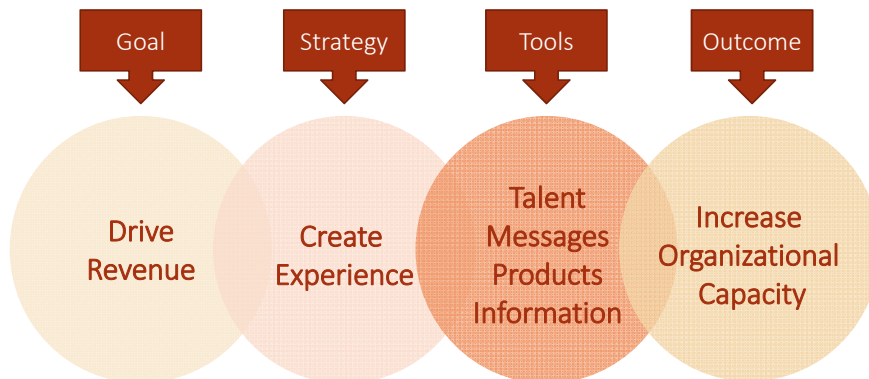 Goal
Strategy
Tools
Outcome
Drive
Revenue
Create
Experience
Talent
Messages
Products
Information
Increase
Organizational
Capacity